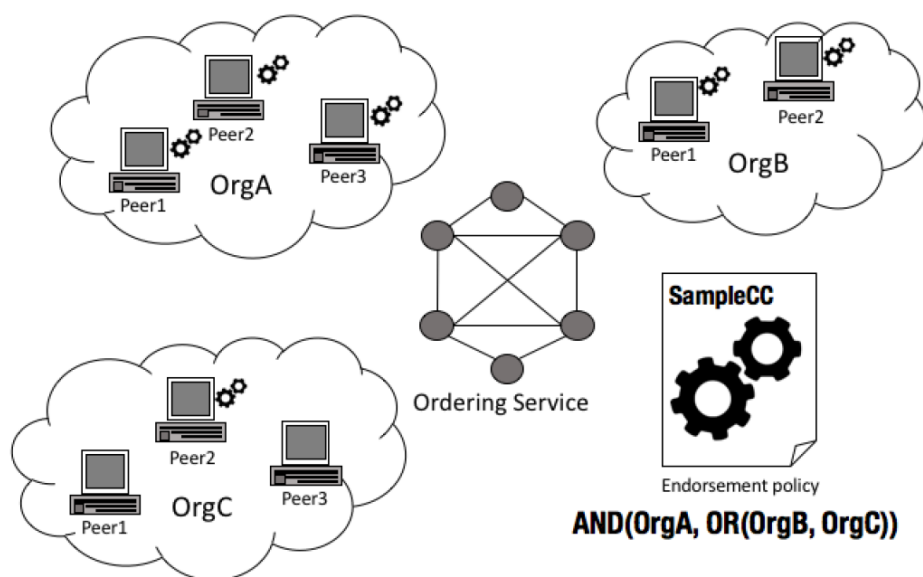 Peer2
Peer1
Peer3
OrgA
Peer2
Peer1
OrgB
Ordering Service
SampleCC
Endorsement policy
AND(OrgA, OR(OrgB, OrgC))
Peer2
Peer1
Peer3
OrgC